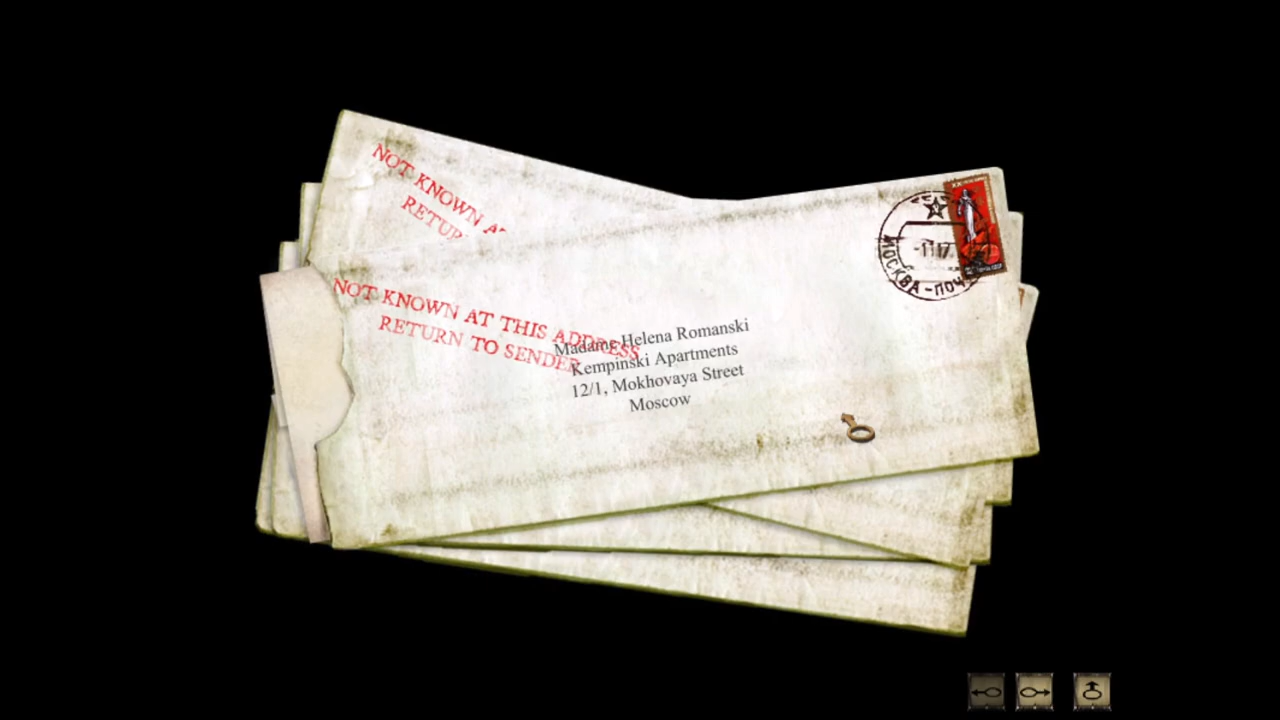 NOT KNOWN A
RETUR
NOT KNOWN AT THIS ADDRESS
RETURN TO SENDER
Madame Helena Romanski
Kempinski Apartments
12/1, Mokhovaya Street
Moscow
МОСКВА-ПОЧ